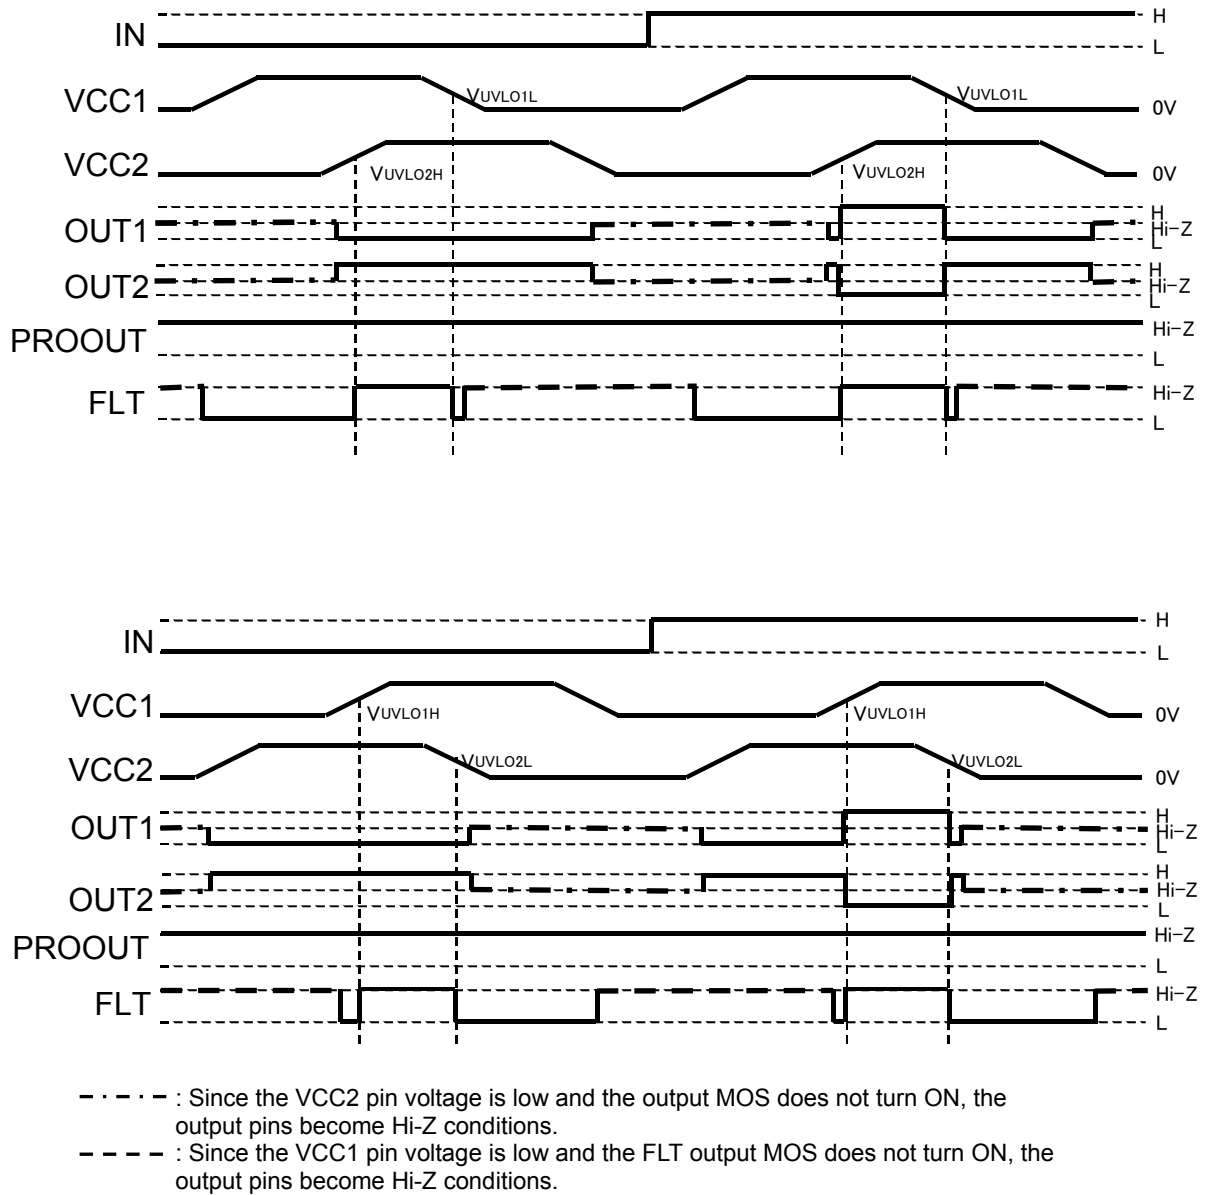 H
IN
L
VCC1
VUVLO1L
VUVLO1L
0V
VCC2
VUVLO2H
VUVLO2H
0V
H
OUT1
Hi-Z
L
H
OUT2
Hi-Z
L
PROOUT
Hi-Z
L
FLT
Hi-Z
L
H
IN
L
VCC1
VUVLO1H
VUVLO1H
0V
VCC2
VUVLO2L
VUVLO2L
0V
H
OUT1
Hi-Z
L
H
OUT2
Hi-Z
L
PROOUT
Hi-Z
L
FLT
Hi-Z
L
: Since the VCC2 pin voltage is low and the output MOS does not turn ON, the
output pins become Hi-Z conditions.
: Since the VCC1 pin voltage is low and the FLT output MOS does not turn ON, the
output pins become Hi-Z conditions.